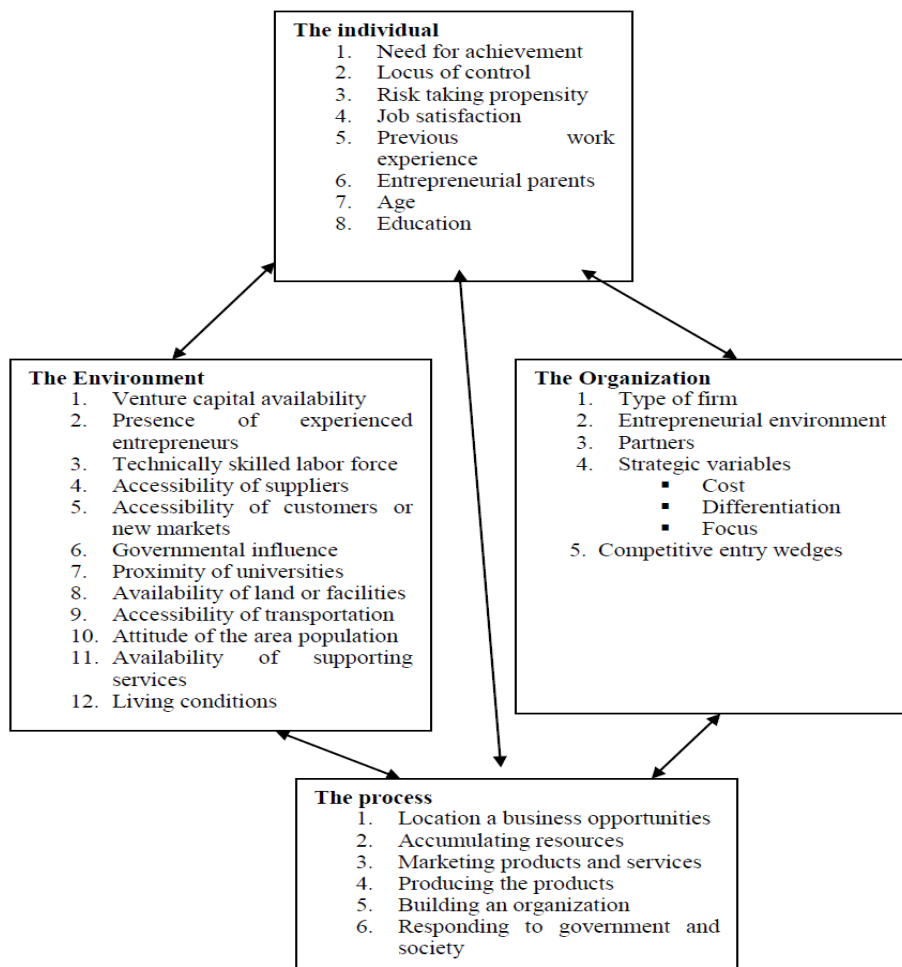 The individual
1. Need for achievement
2. Locus of control
3. Risk taking propensity
4. Job satisfaction
5. Previous work
experience
6. Entrepreneurial parents
7. Age
8. Education
The Environment
1. Venture capital availability
2. Presence of experienced
entrepreneurs
3. Technically skilled labor force
4. Accessibility of suppliers
5. Accessibility of customers or
new markets
6. Governmental influence
7. Proximity of universities
8. Availability of land or facilities
9. Accessibility of transportation
10. Attitude of the area population
11. Availability of supporting
services
12. Living conditions
The Organization
1. Type of firm
2. Entrepreneurial environment
3. Partners
4. Strategic variables
▪ Cost
▪ Differentiation
▪ Focus
5. Competitive entry wedges
The process
1. Location a business opportunities
2. Accumulating resources
3. Marketing products and services
4. Producing the products
5. Building an organization
6. Responding to government and
society